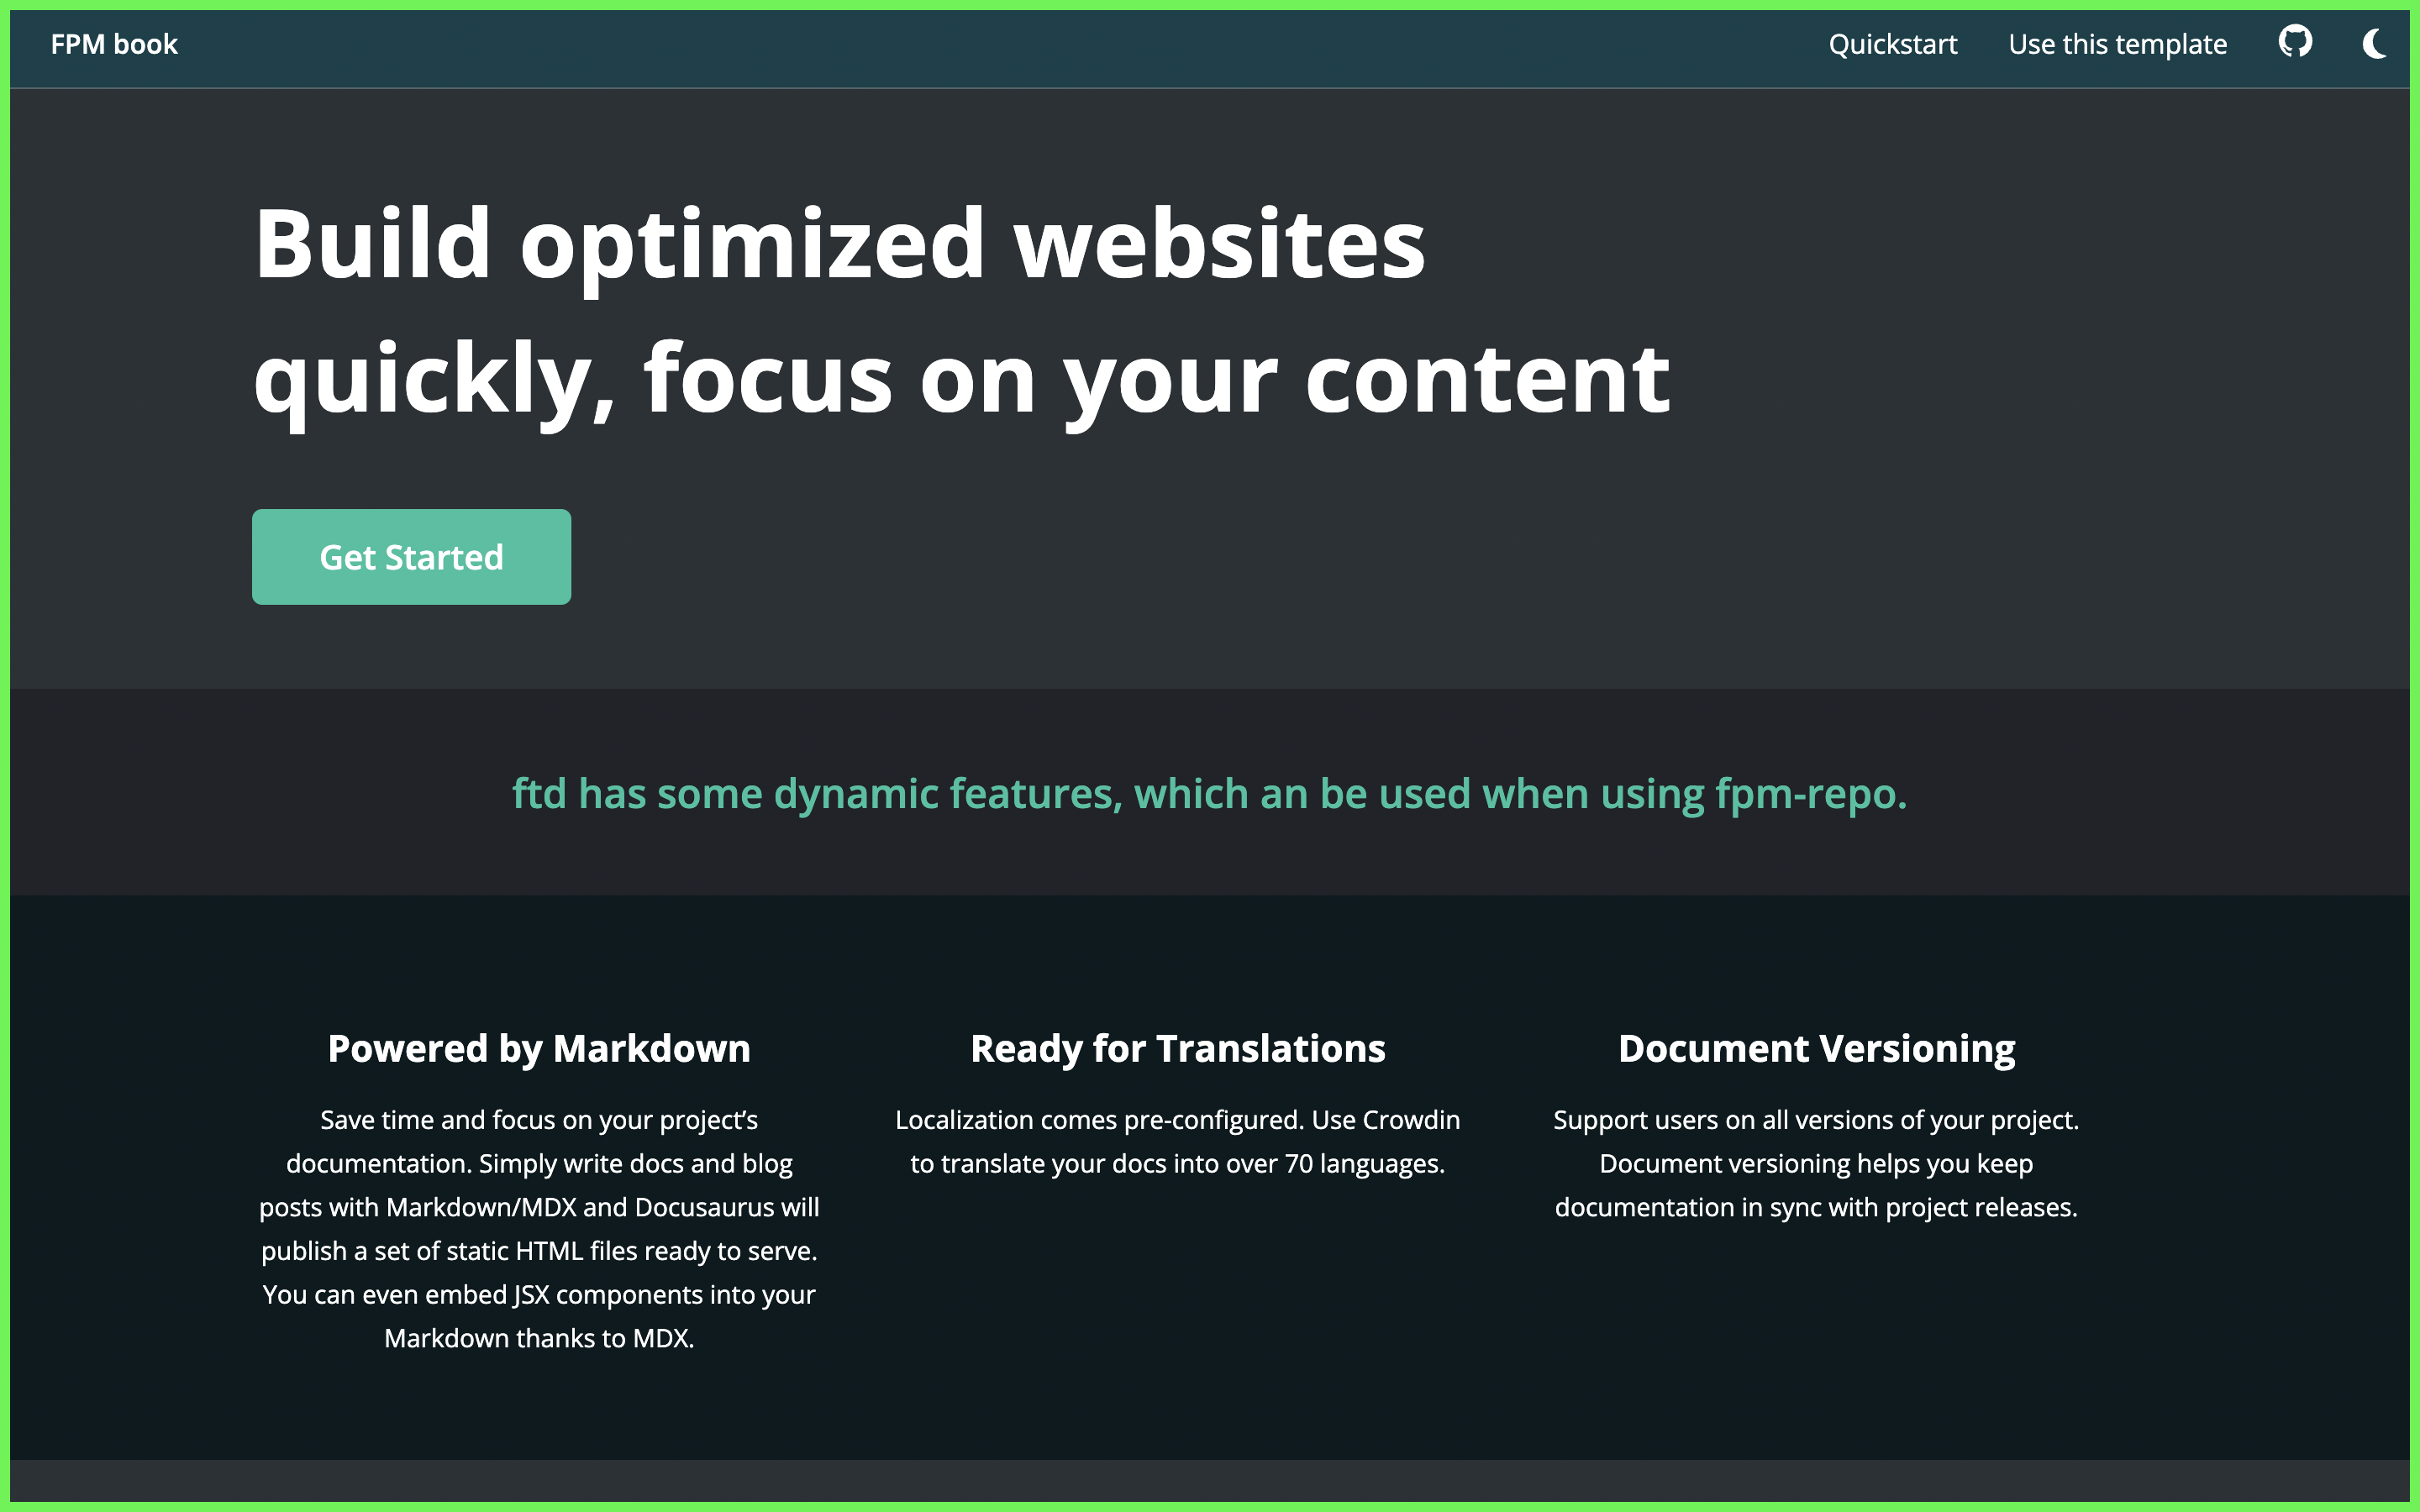 FPM book
Quickstart
Use this template
Build optimized websites
quickly, focus on your content
Get Started
ftd has some dynamic features, which an be used when using fpm-repo.
Powered by Markdown
Save time and focus on your project’s
documentation. Simply write docs and blog
posts with Markdown/MDX and Docusaurus will
publish a set of static HTML files ready to serve.
You can even embed JSX components into your
Markdown thanks to MDX.
Ready for Translations
Localization comes pre-configured. Use Crowdin
to translate your docs into over 70 languages.
Document Versioning
Support users on all versions of your project.
Document versioning helps you keep
documentation in sync with project releases.